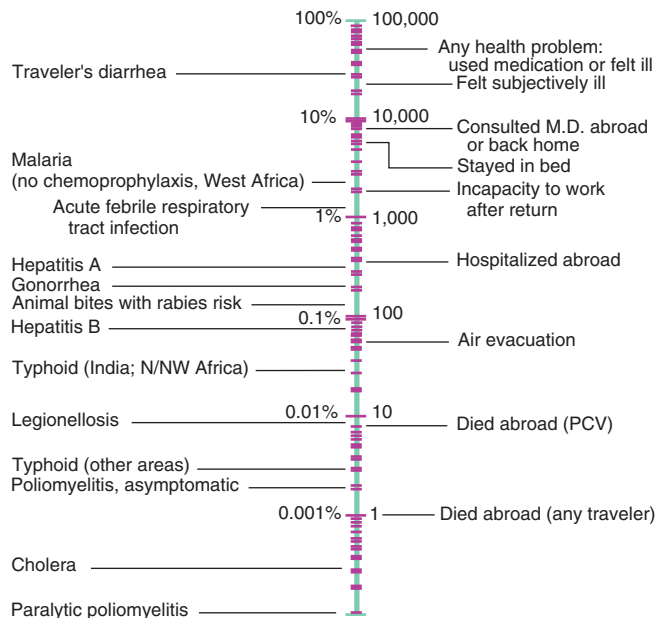 100% 100,000
Any health problem:
used medication or felt ill
Traveler's diarrhea
Felt subjectively ill
10% 10,000
Consulted M.D. abroad
or back home
Stayed in bed
Malaria
(no chemoprophylaxis, West Africa)
Incapacity to work
after return
Acute febrile respiratory
tract infection
1% 1,000
Hepatitis A
Hospitalized abroad
Gonorrhea
Animal bites with rabies risk
0.1% 100
Hepatitis B
Air evacuation
Typhoid (India; N/NW Africa)
0.01% 10
Legionellosis
Died abroad (PCV)
Typhoid (other areas)
Poliomyelitis, asymptomatic
0.001% 1
Died abroad (any traveler)
Cholera
Paralytic poliomyelitis